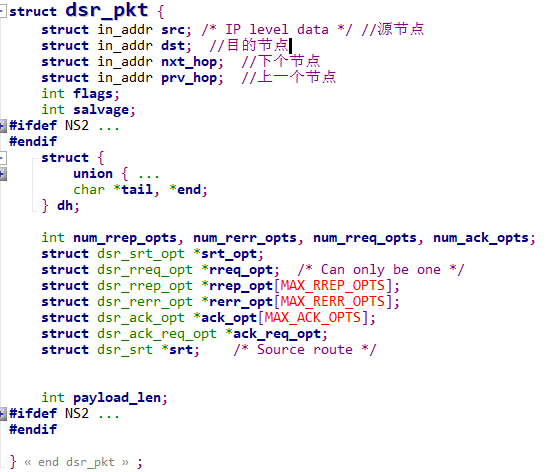 struct dsr_pkt {
struct in_addr src; /* IP level data */ //源节点
struct in_addr dst;  //目的节点
struct in_addr nxt_hop;  //下个节点
struct in_addr prv_hop;  //上一个节点
int flags;
int salvage;
#ifdef NS2 ...
#endif
struct {
union { ...
char *tail, *end;
} dh;
int num_rrep_opts, num_rerr_opts, num_rreq_opts, num_ack_opts;
struct dsr_srt_opt *srt_opt;
struct dsr_rreq_opt *rreq_opt;  /* Can only be one */
struct dsr_rrep_opt *rrep_opt[MAX_RREP_OPTS];
struct dsr_rerr_opt *rerr_opt[MAX_RERR_OPTS];
struct dsr_ack_opt *ack_opt[MAX_ACK_OPTS];
struct dsr_ack_req_opt *ack_req_opt;
struct dsr_srt *srt;    /* Source route */
int payload_len;
#ifdef NS2 ...
#endif
} « end dsr_pkt » ;